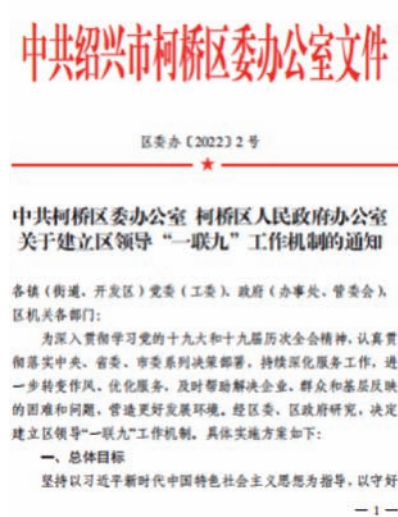 中共绍兴市柯桥区委办公室文件
区委办〔2022〕2号
中共柯桥区委办公室 柯桥区人民政府办公室
关于建立区领导“一联九”工作机制的通知
各镇（街道、开发区）党委（工委）、政府（办事处、管委会），
区机关各部门：
为深入贯彻学习党的十九大和十九届历次全会精神，认真贯
彻落实中央、省委、市委系列决策部署，持续深化服务工作，进
一步转变作风、优化服务，及时帮助解决企业、群众和基层反映
的困难和问题，营造更好发展环境。经区委、区政府研究，决定
建立区领导“一联九”工作机制。具体实施方案如下：
一、总体目标
坚持以习近平新时代中国特色社会主义思想为指导，以守好
— 1 —